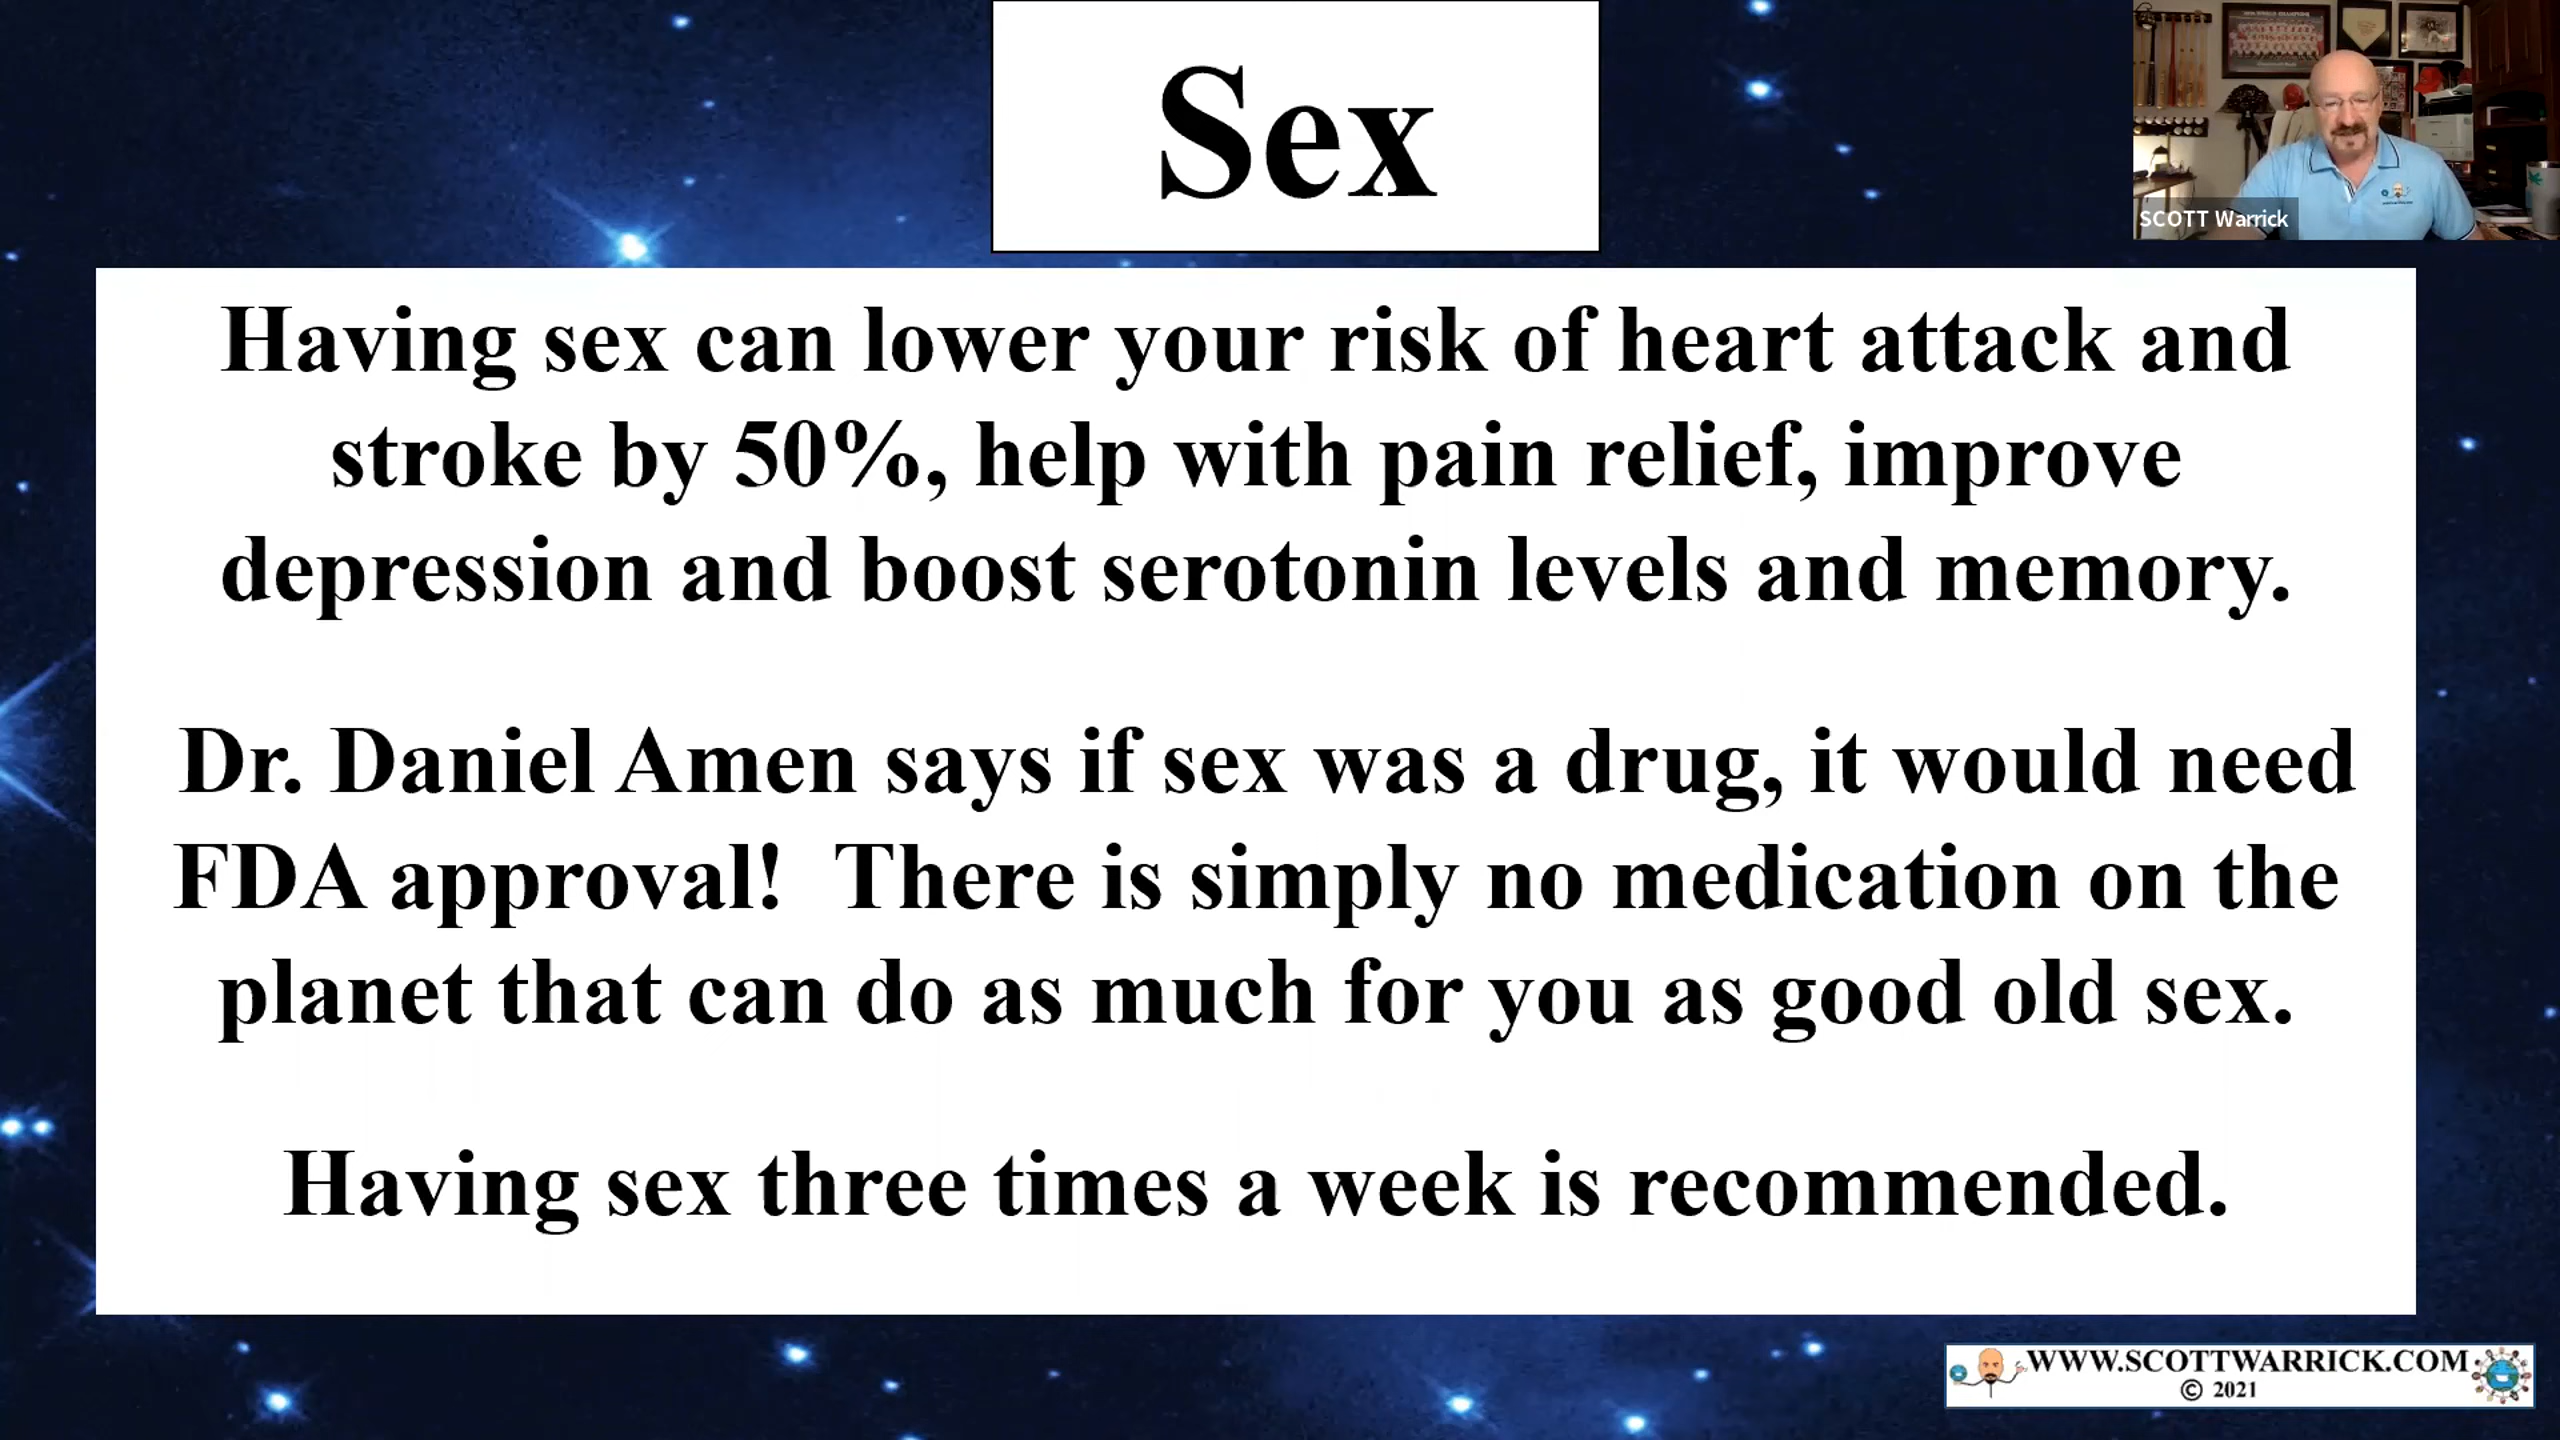 Sex
SCOTT Warrick
Having sex can lower your risk of heart attack and
stroke by 50%, help with pain relief, improve
depression and boost serotonin levels and memory.
Dr. Daniel Amen says if sex was a drug, it would need
FDA approval!  There is simply no medication on the
planet that can do as much for you as good old sex.
Having sex three times a week is recommended.
WWW.SCOTTWARRICK.COM
© 2021